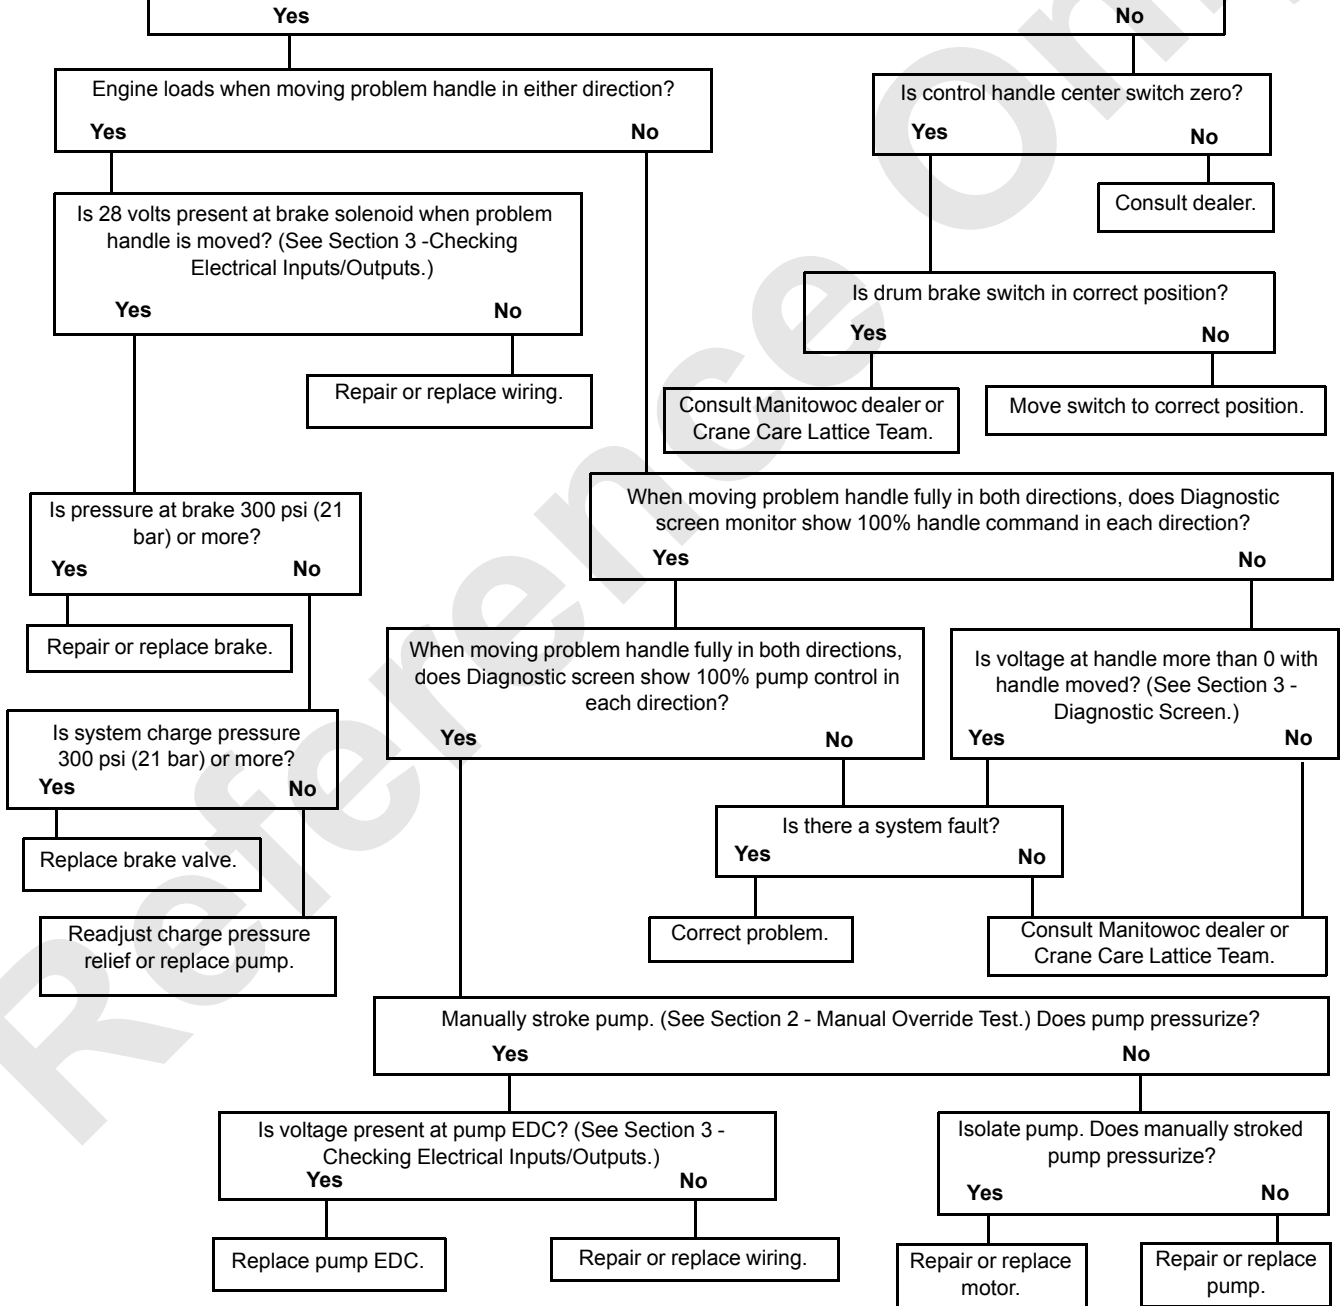 Yes No
Engine loads when moving problem handle in either direction?
Yes No
Is control handle center switch zero?
Yes No
Consult dealer.
Is 28 volts present at brake solenoid when problem
handle is moved? (See Section 3 -Checking
Electrical Inputs/Outputs.)
Yes No
Is drum brake switch in correct position?
Yes No
Repair or replace wiring.
Consult Manitowoc dealer or
Crane Care Lattice Team.
Move switch to correct position.
Is pressure at brake 300 psi (21
bar) or more?
Yes No
When moving problem handle fully in both directions, does Diagnostic
screen monitor show 100% handle command in each direction?
Yes No
Repair or replace brake.
When moving problem handle fully in both directions,
does Diagnostic screen show 100% pump control in
each direction?
Yes No
Is voltage at handle more than 0 with
handle moved? (See Section 3 -
Diagnostic Screen.)
Yes No
Is system charge pressure
300 psi (21 bar) or more?
Yes No
Is there a system fault?
Yes No
Replace brake valve.
Readjust charge pressure
relief or replace pump.
Correct problem.
Consult Manitowoc dealer or
Crane Care Lattice Team.
Manually stroke pump. (See Section 2 - Manual Override Test.) Does pump pressurize?
Yes No
Is voltage present at pump EDC? (See Section 3 -
Checking Electrical Inputs/Outputs.)
Yes No
Isolate pump. Does manually stroked
pump pressurize?
Yes No
Replace pump EDC.
Repair or replace wiring.
Repair or replace
motor.
Repair or replace
pump.
Reference On